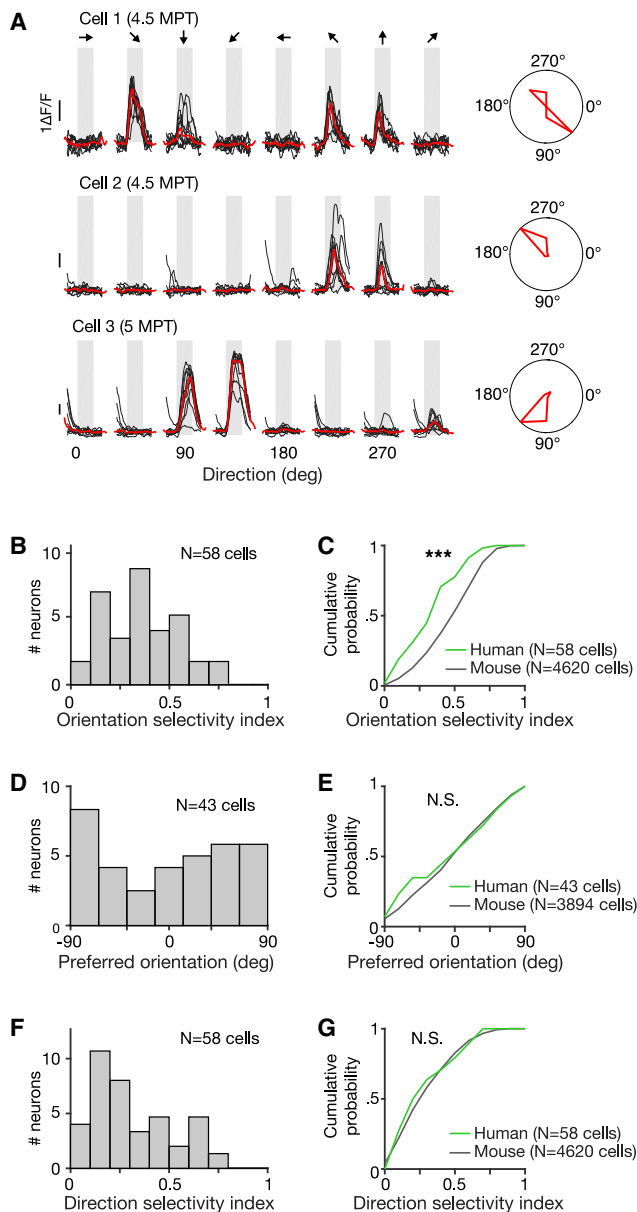 A
Cell 1 (4.5 MPT)
1ΔF/F
270°
180°
0°
90°
Cell 2 (4.5 MPT)
270°
180°
0°
90°
Cell 3 (5 MPT)
270°
180°
0°
90°
0 90 180 270
Direction (deg)
B
N=58 cells
10
5
0
# neurons
0 0.5 1
Orientation selectivity index
C
***
1
.5
0
Cumulative
probability
Human (N=58 cells)
Mouse (N=4620 cells)
0 0.5 1
Orientation selectivity index
D
N=43 cells
10
5
0
# neurons
-90 0 90
Preferred orientation (deg)
E
N.S.
1
.5
0
Cumulative
probability
Human (N=43 cells)
Mouse (N=3894 cells)
-90 0 90
Preferred orientation (deg)
F
N=58 cells
10
5
0
# neurons
0 0.5 1
Direction selectivity index
G
N.S.
1
.5
0
Cumulative
probability
Human (N=58 cells)
Mouse (N=4620 cells)
0 0.5 1
Direction selectivity index